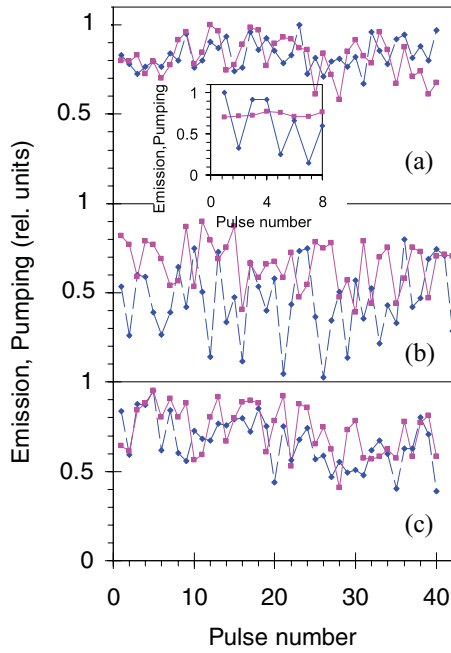 1
0.5
(a)
Emission,Pumping
1
0.5
0
0 4 8
Pulse number
Emission, Pumping (rel. units)
1
0.5
(b)
1
0.5
(c)
0
0 10 20 30 40
Pulse number